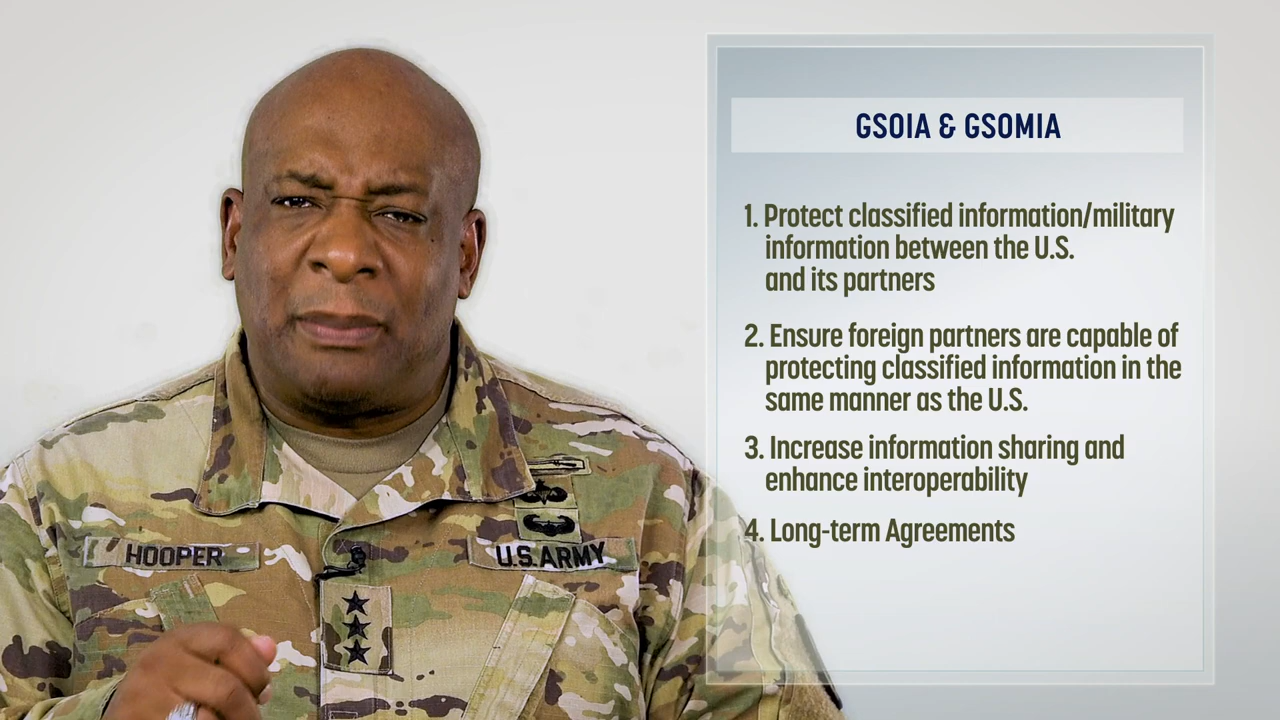 GSOIA & GSOMIA
1. Protect classified information/military
information between the U.S.
and its partners
2. Ensure foreign partners are capable of
protecting classified information in the
same manner as the U.S.
3. Increase information sharing and
enhance interoperability
4. Long-term Agreements
HOOPER
U.S. ARMY